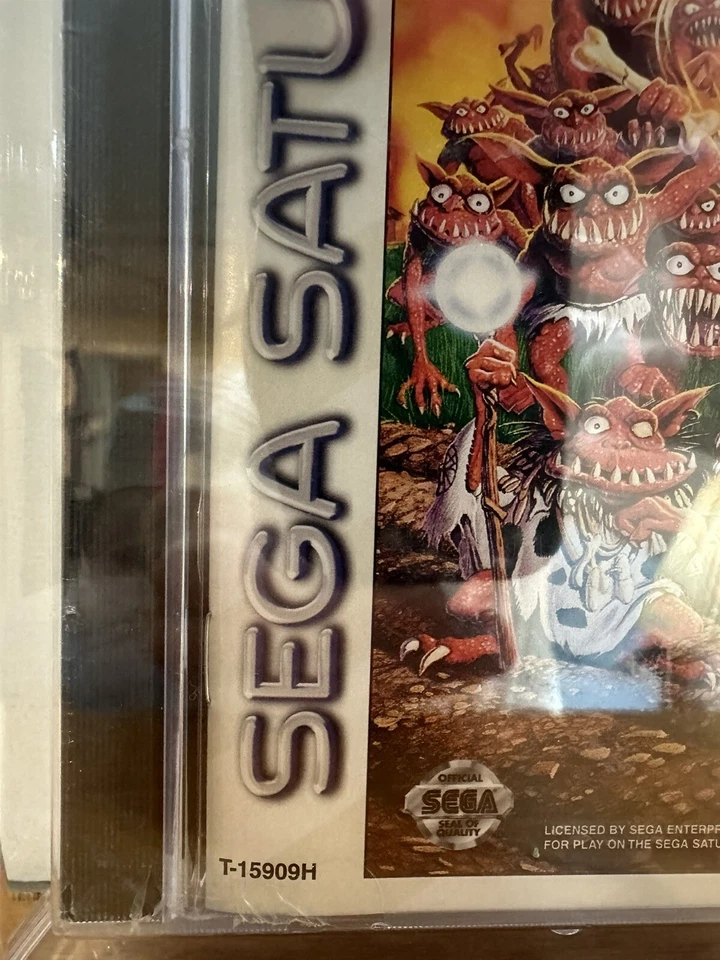 SEGA SATU
OFFICIAL
SEGA
SEAL OF
QUALITY
LICENSED BY SEGA ENTERPR
FOR PLAY ON THE SEGA SATU
T-15909H